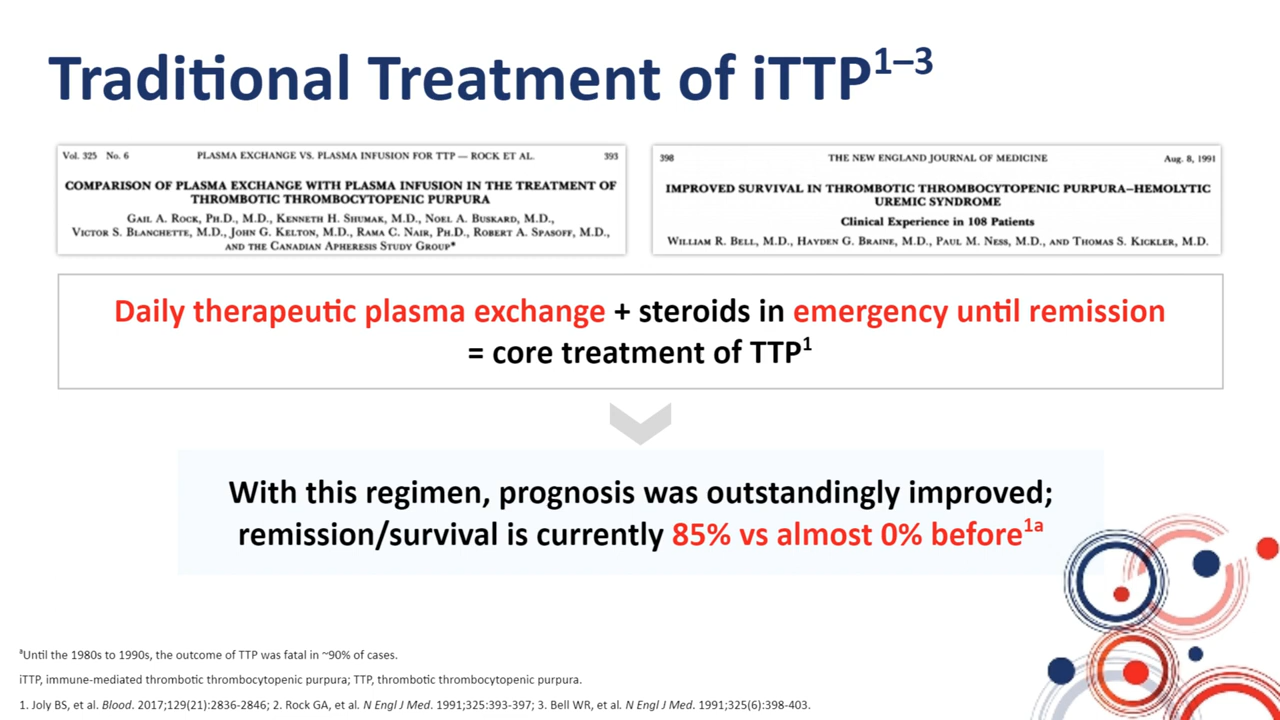 Traditional Treatment of iTTP1–3
Vol. 325 No. 6 PLASMA EXCHANGE VS. PLASMA INFUSION FOR TTP — ROCK ET AL. 393
COMPARISON OF PLASMA EXCHANGE WITH PLASMA INFUSION IN THE TREATMENT OF
THROMBOTIC THROMBOCYTOPENIC PURPURA
GAIL A. ROCK, PH.D., M.D., KENNETH H. SHUMAK, M.D., NOEL A. BUSKARD, M.D.,
VICTOR S. BLANCHETTE, M.D., JOHN G. KELTON, M.D., RAMA C. NAIR, PH.D., ROBERT A. SPASOFF, M.D.,
AND THE CANADIAN APHERESIS STUDY GROUP*
398 THE NEW ENGLAND JOURNAL OF MEDICINE Aug. 8, 1991
IMPROVED SURVIVAL IN THROMBOTIC THROMBOCYTOPENIC PURPURA–HEMOLYTIC
UREMIC SYNDROME
Clinical Experience in 108 Patients
WILLIAM R. BELL, M.D., HAYDEN G. BRAINE, M.D., PAUL M. NESS, M.D., AND THOMAS S. KICKLER, M.D.
Daily therapeutic plasma exchange + steroids in emergency until remission
= core treatment of TTP1
With this regimen, prognosis was outstandingly improved;
remission/survival is currently 85% vs almost 0% before1a
aUntil the 1980s to 1990s, the outcome of TTP was fatal in ~90% of cases.
iTTP, immune-mediated thrombotic thrombocytopenic purpura; TTP, thrombotic thrombocytopenic purpura.
1. Joly BS, et al. Blood. 2017;129(21):2836-2846; 2. Rock GA, et al. N Engl J Med. 1991;325:393-397; 3. Bell WR, et al. N Engl J Med. 1991;325(6):398-403.